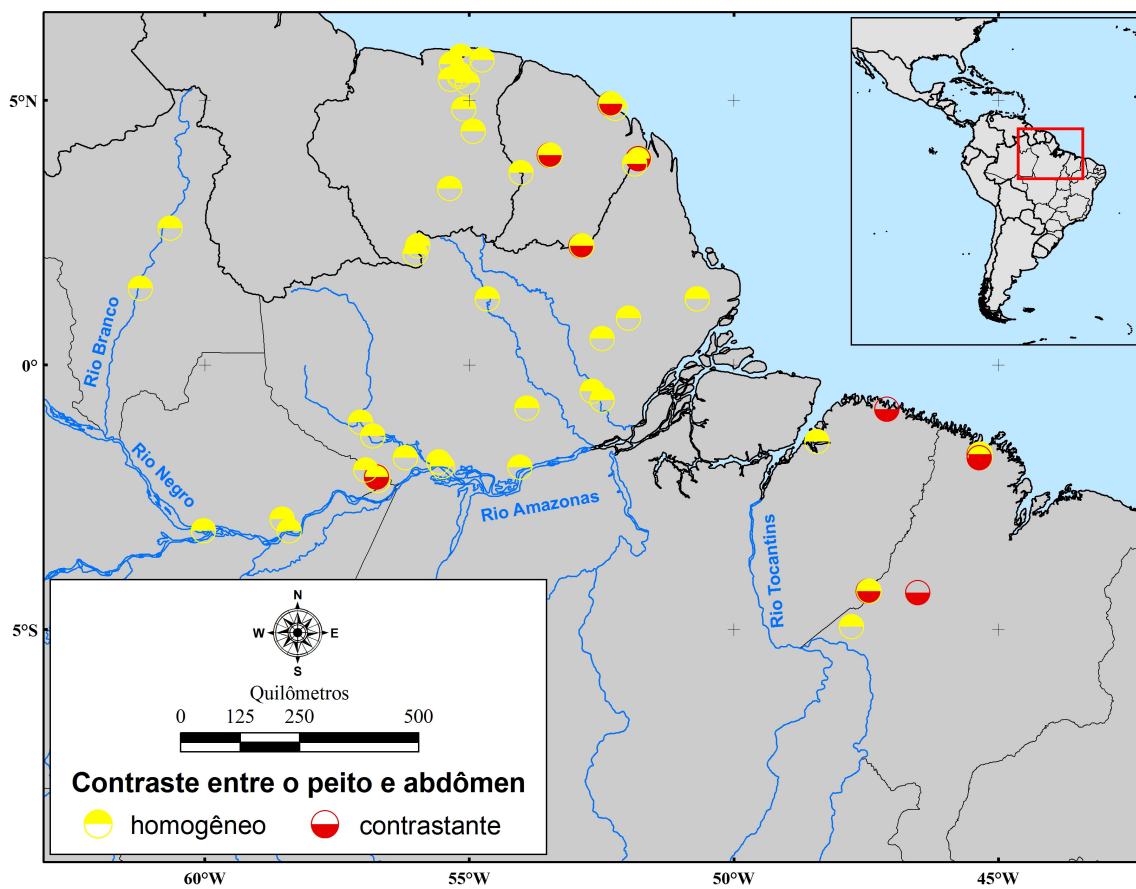 5°N
0°
5°S
Rio Branco
Rio Negro
Rio Amazonas
Rio Tocantins
N
W
E
S
Quilômetros
0 125 250 500
Contraste entre o peito e abdômen
homogêneo contrastante
60°W 55°W 50°W 45°W